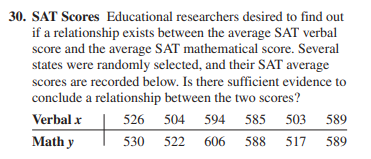 30. SAT Scores Educational researchers desired to find out
if a relationship exists between the average SAT verbal
score and the average SAT mathematical score. Several
states were randomly selected, and their SAT average
scores are recorded below. Is there sufficient evidence to
conclude a relationship between the two scores?
Verbal x 526 504 594 585 503 589
Math y 530 522 606 588 517 589